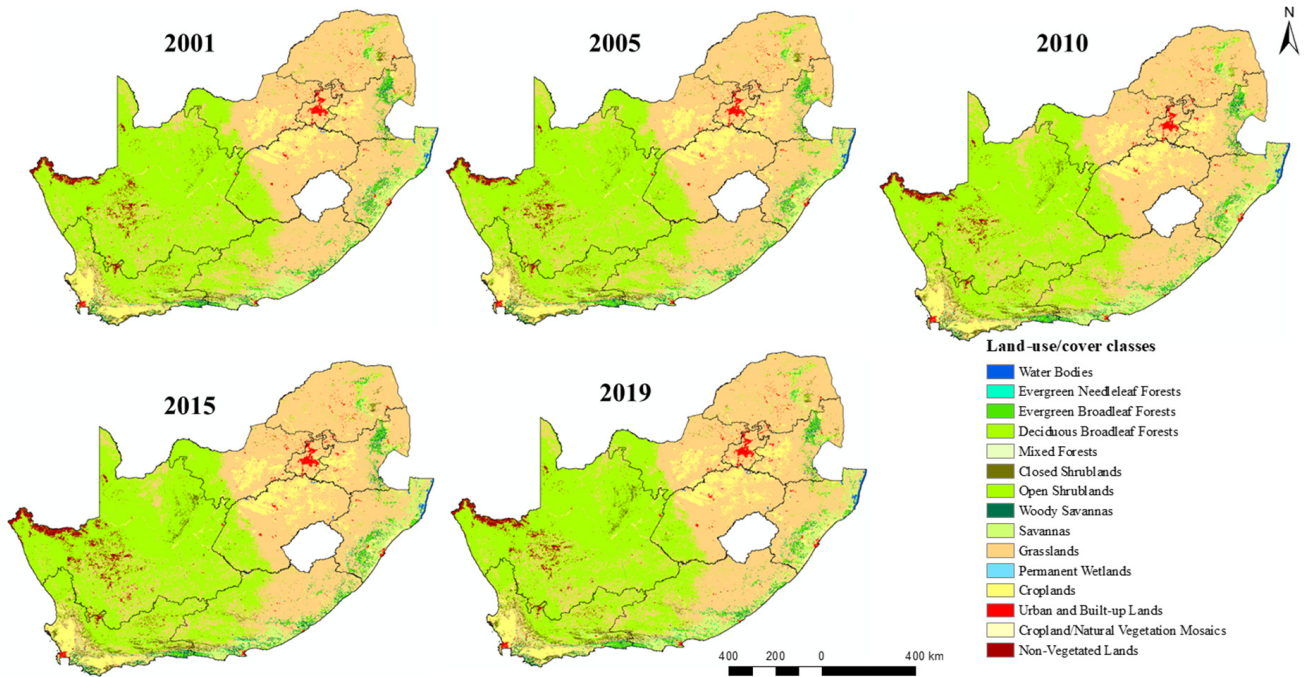 2001
2005
2010
N
2015
2019
Land-use/cover classes
Water Bodies
Evergreen Needleleaf Forests
Evergreen Broadleaf Forests
Deciduous Broadleaf Forests
Mixed Forests
Closed Shrublands
Open Shrublands
Woody Savannas
Savannas
Grasslands
Permanent Wetlands
Croplands
Urban and Built-up Lands
Cropland/Natural Vegetation Mosaics
Non-Vegetated Lands
400 200 0 400 km